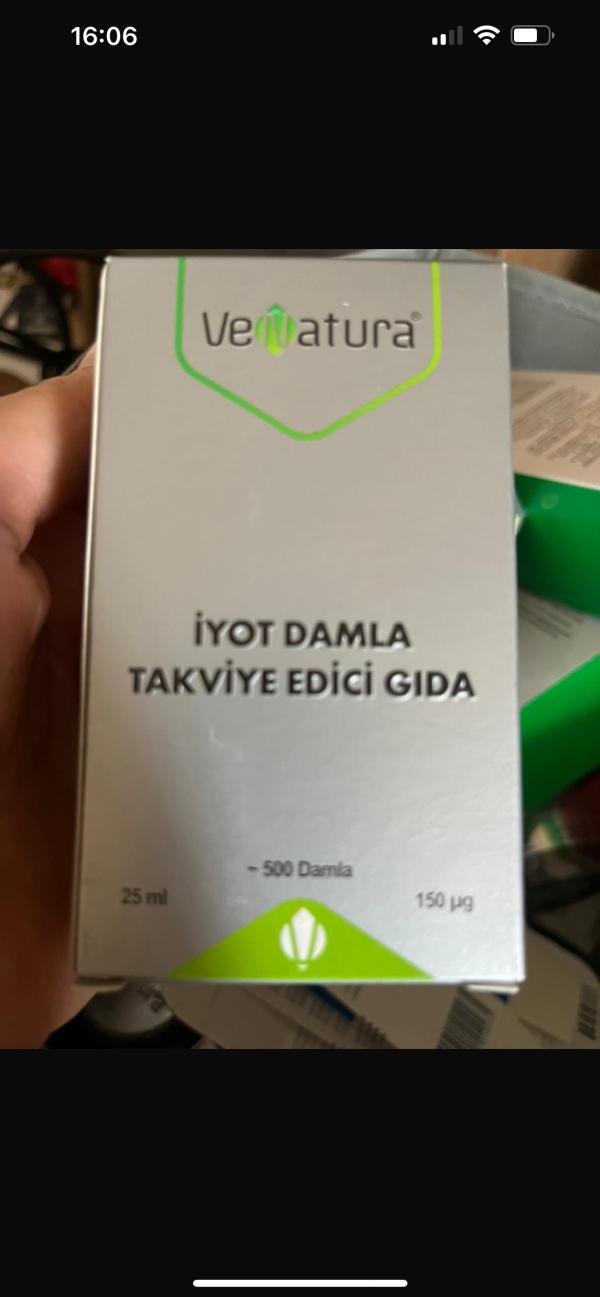 16:06
VeNatura®
İYOT DAMLA
TAKVİYE EDİCİ GIDA
~ 500 Damla
25 ml
150 µg